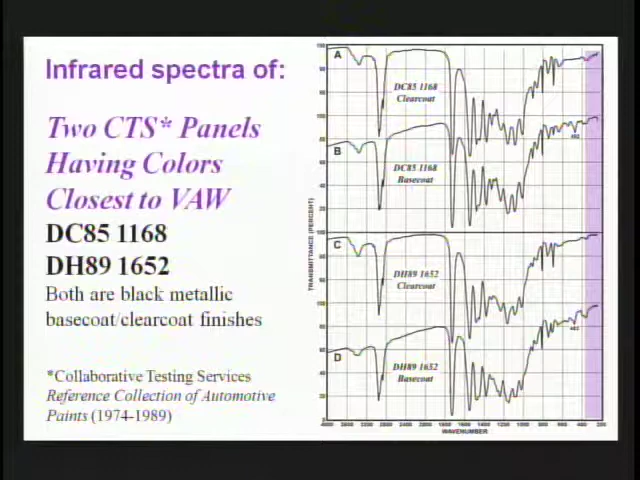 Infrared spectra of:
Two CTS* Panels
Having Colors
Closest to VAW
DC85 1168
DH89 1652
Both are black metallic
basecoat/clearcoat finishes
*Collaborative Testing Services
Reference Collection of Automotive
Paints (1974-1989)
A
DC85 1168
Clearcoat
B
DC85 1168
Basecoat
C
DH89 1652
Clearcoat
D
DH89 1652
Basecoat
TRANSMITTANCE (PERCENT)
WAVENUMBER